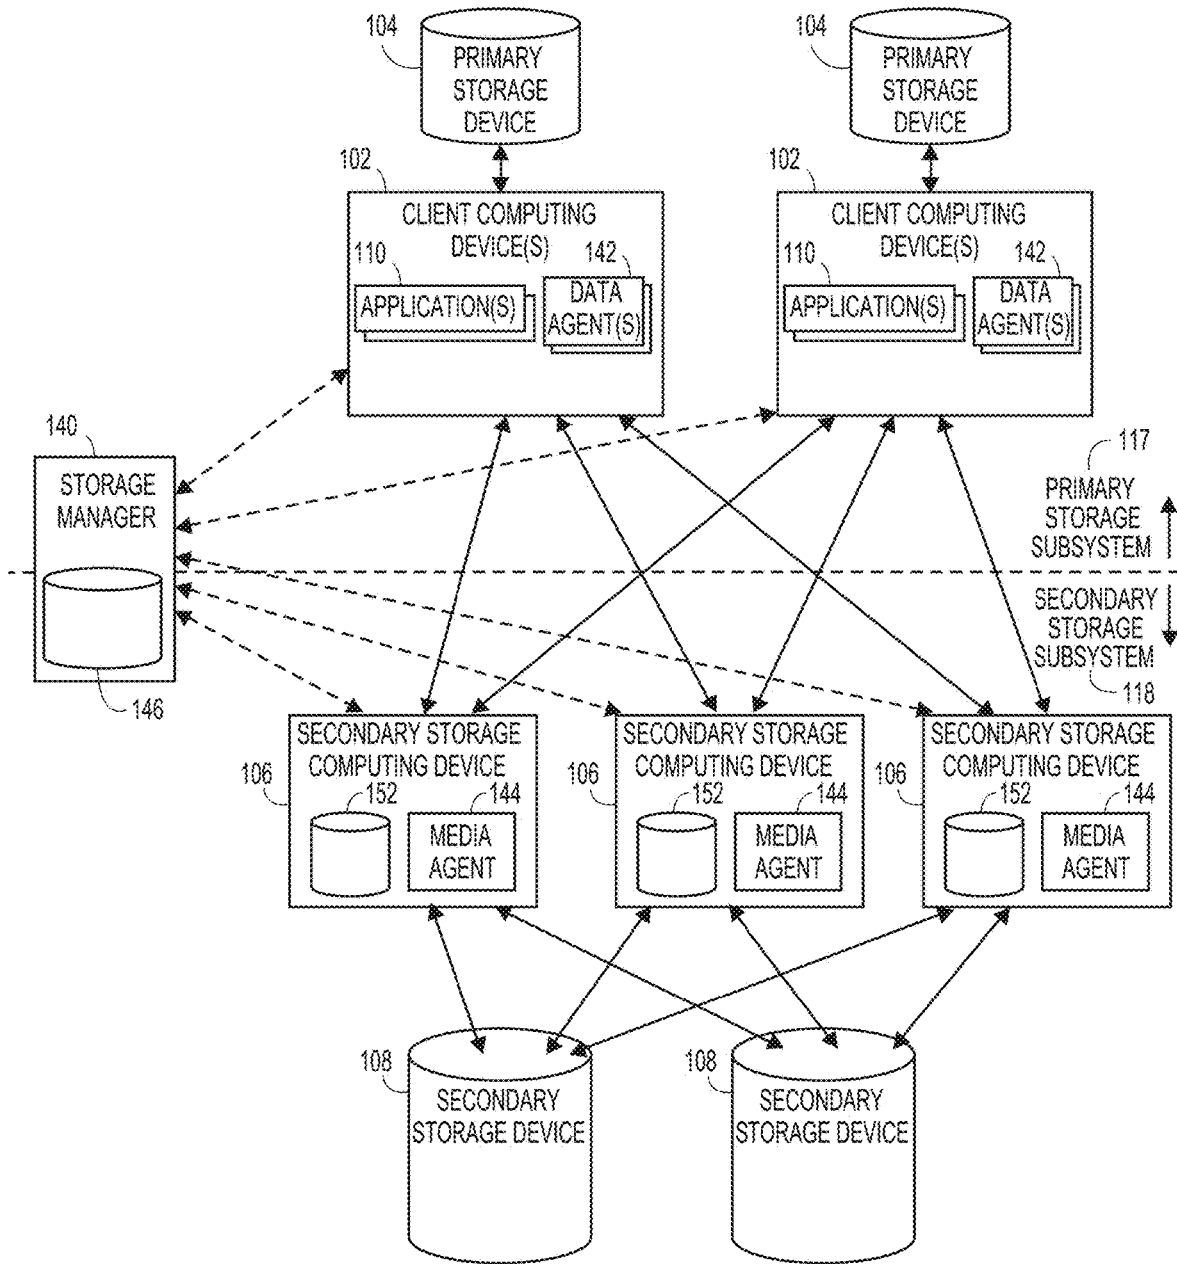 104
PRIMARY
STORAGE
DEVICE
104
PRIMARY
STORAGE
DEVICE
102
CLIENT COMPUTING
DEVICE(S)
110
APPLICATION(S)
142
DATA
AGENT(S)
102
CLIENT COMPUTING
DEVICE(S)
110
APPLICATION(S)
142
DATA
AGENT(S)
140
STORAGE
MANAGER
146
117
PRIMARY
STORAGE
SUBSYSTEM
SECONDARY
STORAGE
SUBSYSTEM
118
106
SECONDARY STORAGE
COMPUTING DEVICE
152
144
MEDIA
AGENT
106
SECONDARY STORAGE
COMPUTING DEVICE
152
144
MEDIA
AGENT
106
SECONDARY STORAGE
COMPUTING DEVICE
152
144
MEDIA
AGENT
108
SECONDARY
STORAGE DEVICE
108
SECONDARY
STORAGE DEVICE